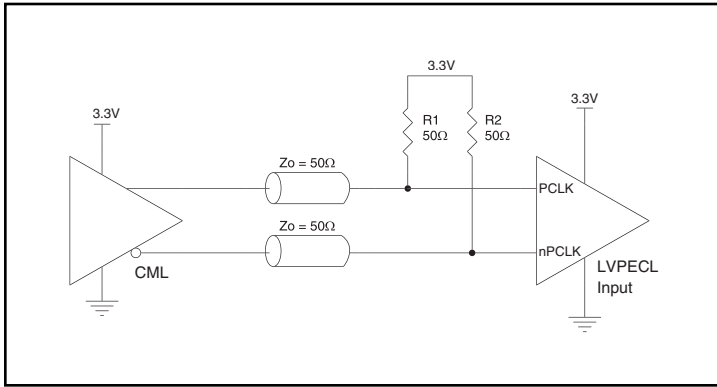 3.3V
3.3V
3.3V
R1
50Ω
R2
50Ω
Zo = 50Ω
PCLK
Zo = 50Ω
nPCLK
CML
LVPECL
Input